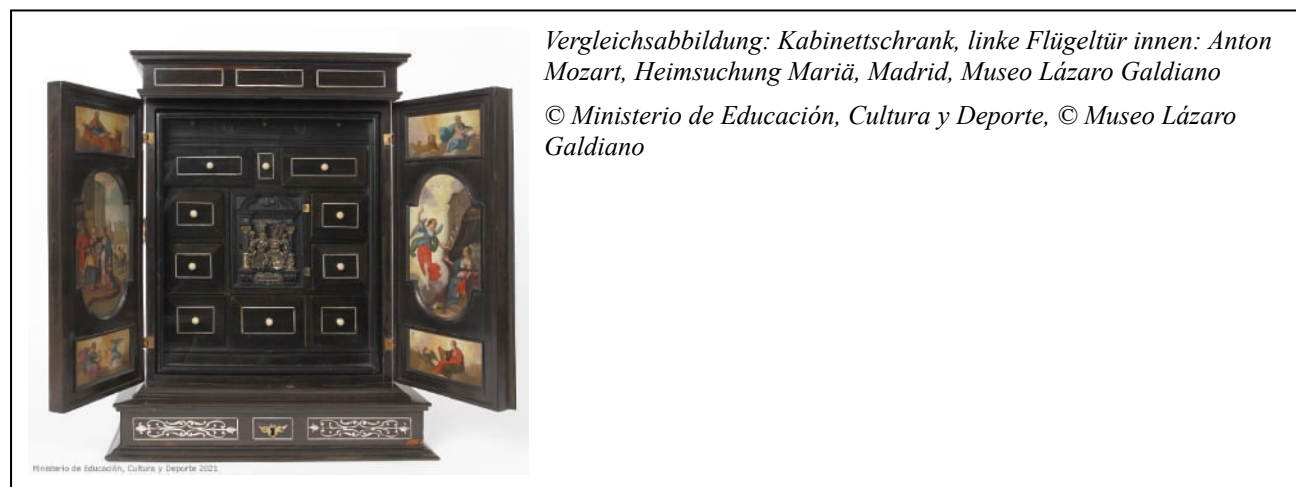 Vergleichsabbildung: Kabinettschrank, linke Flügeltür innen: Anton
Mozart, Heimsuchung Mariä, Madrid, Museo Lázaro Galdiano
© Ministerio de Educación, Cultura y Deporte, © Museo Lázaro
Galdiano
Ministerio de Educación, Cultura y Deporte 2021